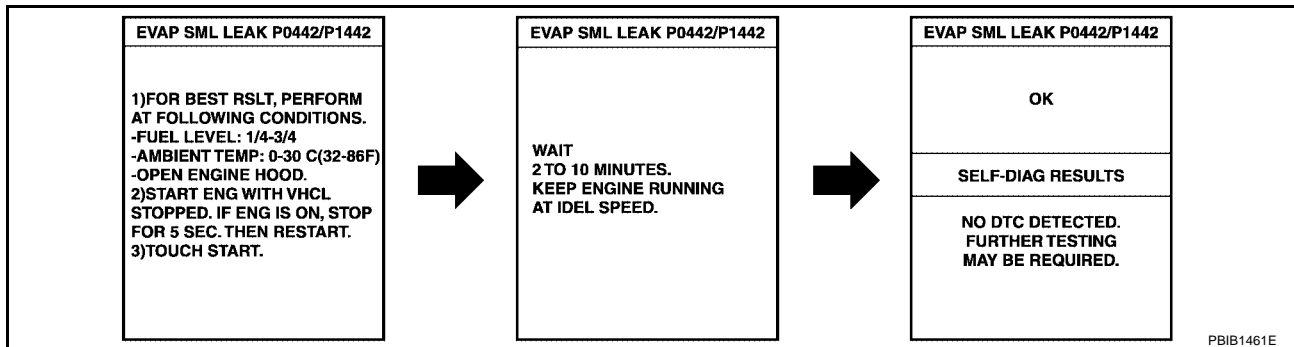 EVAP SML LEAK P0442/P1442
1)FOR BEST RSLT, PERFORM
AT FOLLOWING CONDITIONS.
-FUEL LEVEL: 1/4-3/4
-AMBIENT TEMP: 0-30 C(32-86F)
-OPEN ENGINE HOOD.
2)START ENG WITH VHCL
STOPPED. IF ENG IS ON, STOP
FOR 5 SEC. THEN RESTART.
3)TOUCH START.
EVAP SML LEAK P0442/P1442
WAIT
2 TO 10 MINUTES.
KEEP ENGINE RUNNING
AT IDEL SPEED.
EVAP SML LEAK P0442/P1442
OK
SELF-DIAG RESULTS
NO DTC DETECTED.
FURTHER TESTING
MAY BE REQUIRED.
PBIB1461E